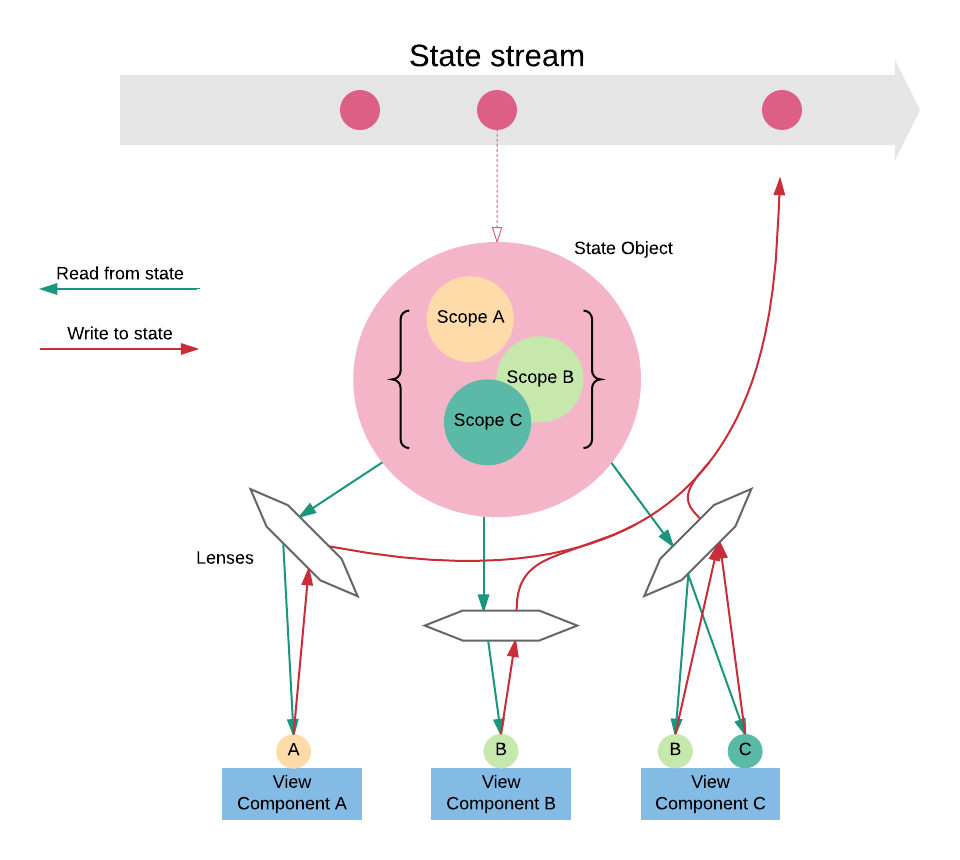 State stream
State Object
Read from state
Write to state
Scope A
Scope B
Scope C
Lenses
A
B
B
C
View
Component A
View
Component B
View
Component C